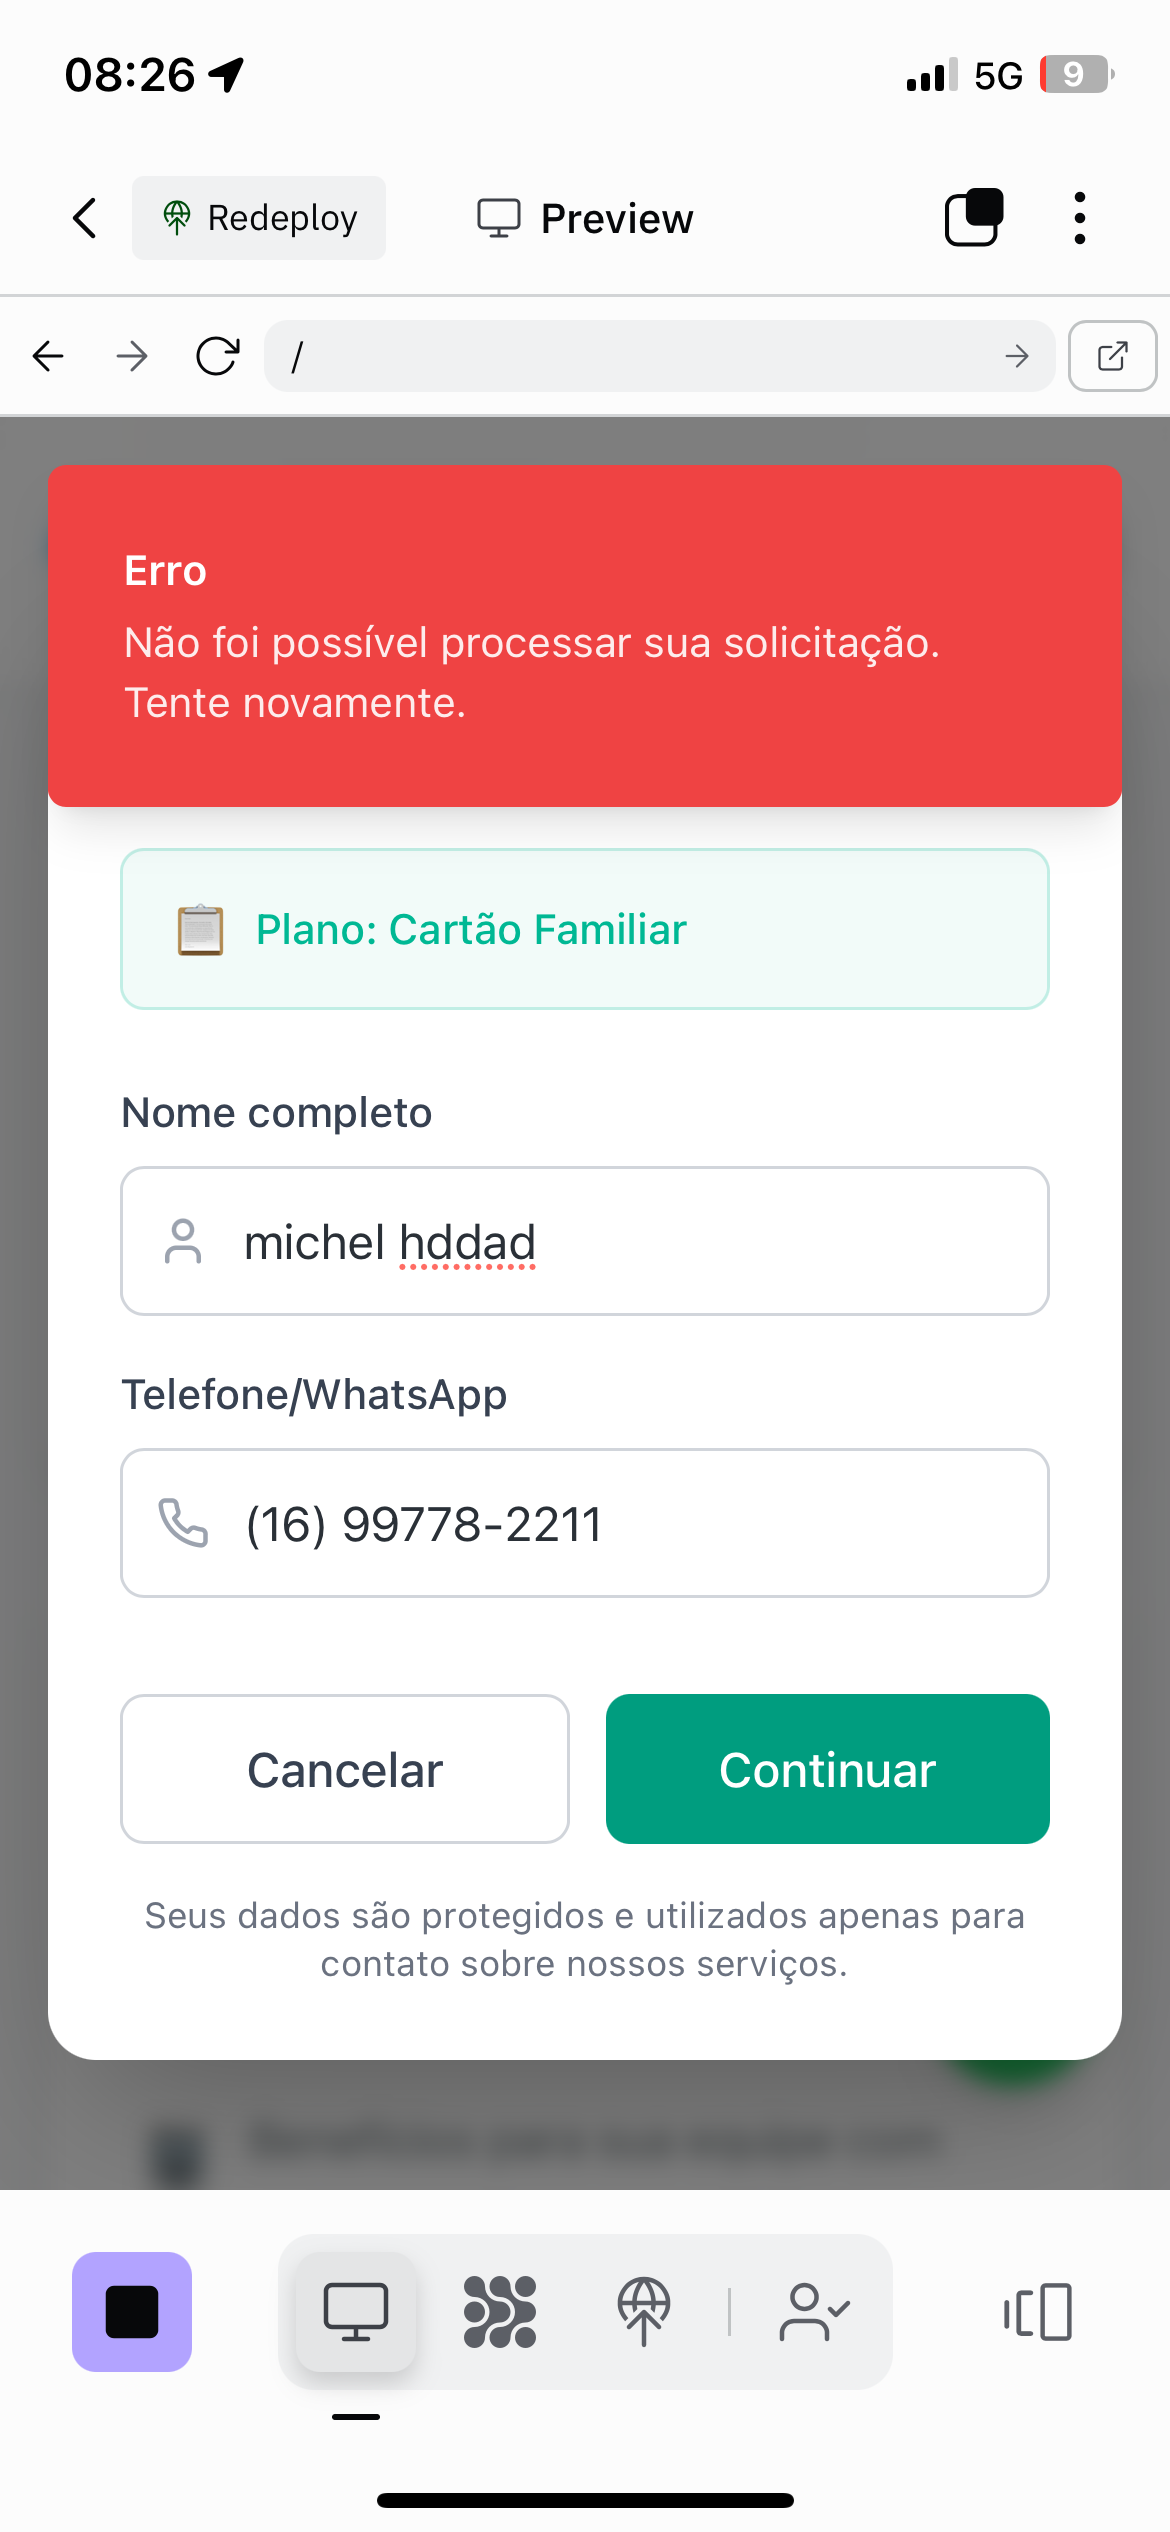 08:26
5G
9
Redeploy
Preview
/
Erro
Não foi possível processar sua solicitação.
Tente novamente.
Plano: Cartão Familiar
Nome completo
michel hddad
Telefone/WhatsApp
(16) 99778-2211
Cancelar
Continuar
Seus dados são protegidos e utilizados apenas para
contato sobre nossos serviços.